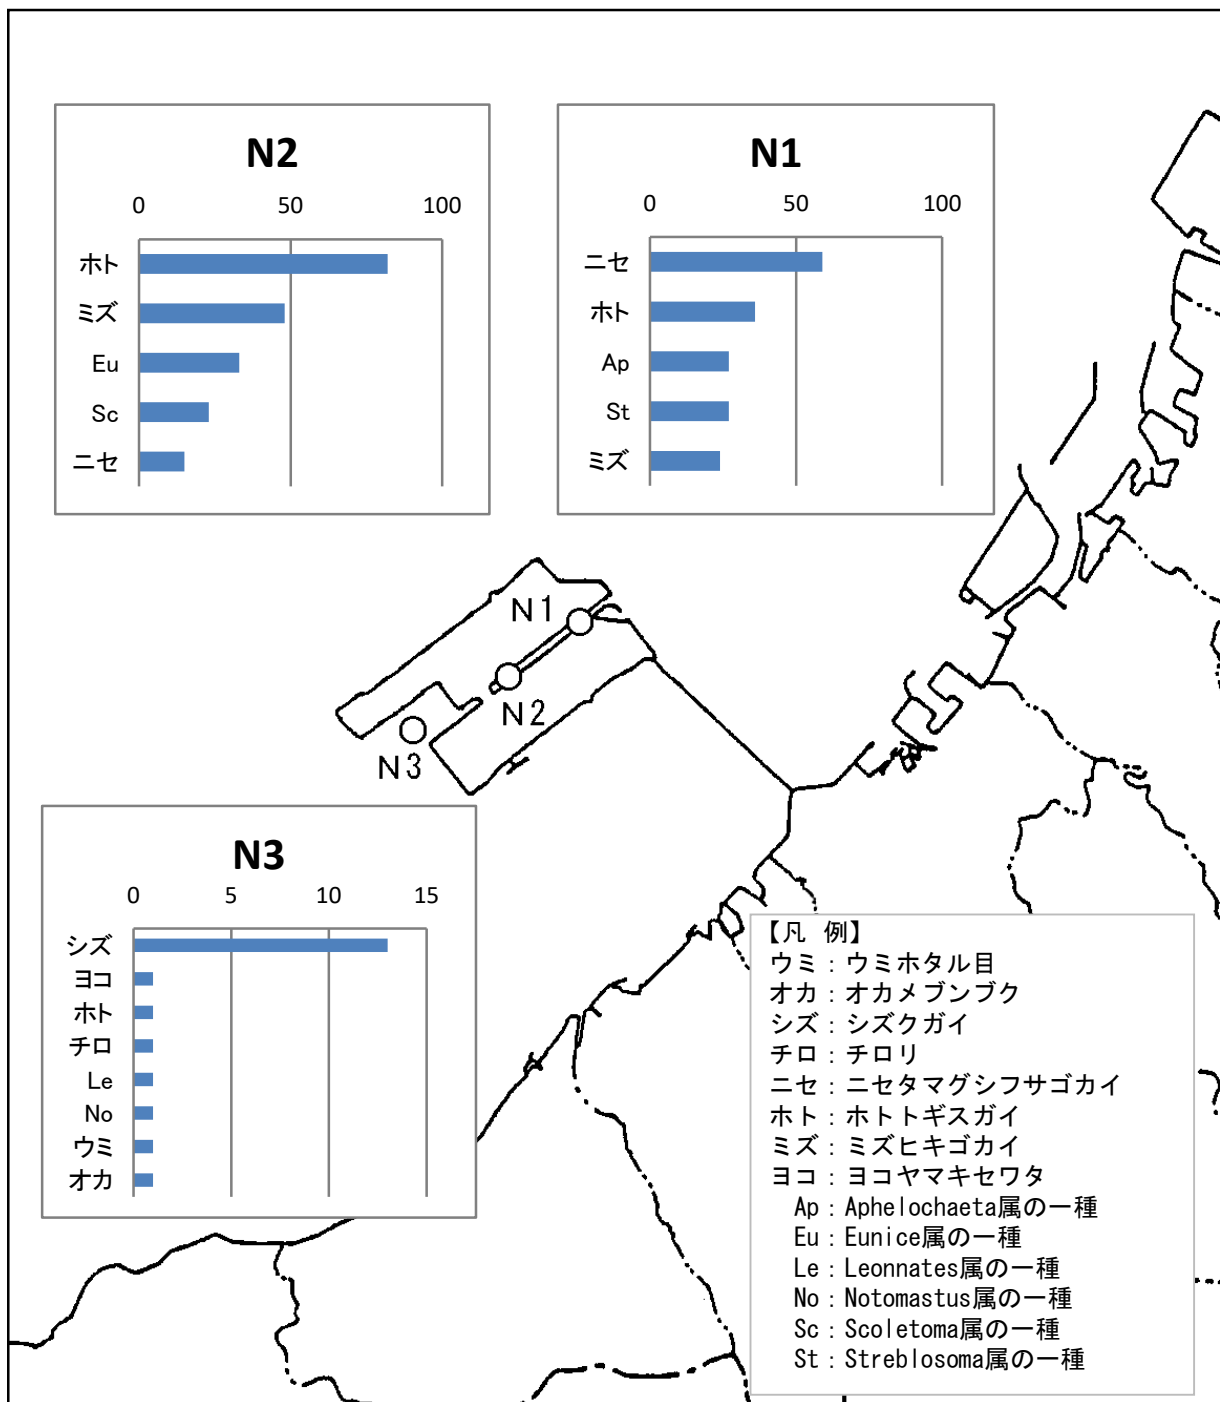 N2
0 50 100
ホト
ミズ
Eu
Sc
ニセ
N1
0 50 100
ニセ
ホト
Ap
St
ミズ
N1
N2
N3
N3
0 5 10 15
シズ
ヨコ
ホト
チロ
Le
No
ウミ
オカ
【凡 例】
ウミ：ウミホタル目
オカ：オカメブンブク
シズ：シズクガイ
チロ：チロリ
ニセ：ニセタマグシフサゴカイ
ホト：ホトトギスガイ
ミズ：ミズヒキゴカイ
ヨコ：ヨコヤマキセワタ
Ap：Aphelochaeta属の一種
Eu：Eunice属の一種
Le：Leonnates属の一種
No：Notomastus属の一種
Sc：Scoletoma属の一種
St：Streblosoma属の一種